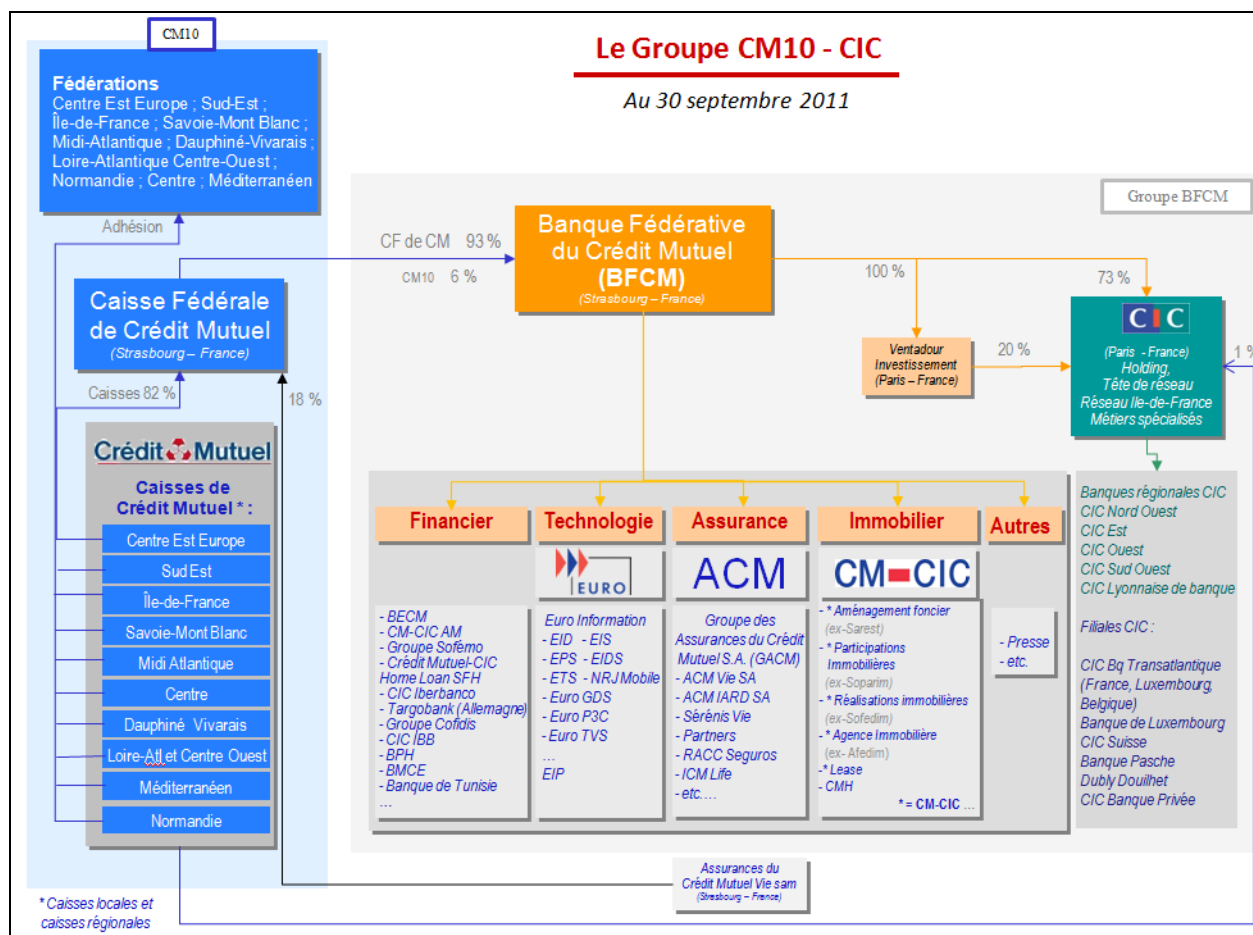 CM10
Le Groupe CM10 - CIC
Au 30 septembre 2011
Fédérations
Centre Est Europe ; Sud-Est ;
Île-de-France ; Savoie-Mont Blanc ;
Midi-Atlantique ; Dauphiné-Vivarais ;
Loire-Atlantique Centre-Ouest ;
Normandie ; Centre ; Méditerranéen
Adhésion
Caisse Fédérale
de Crédit Mutuel
(Strasbourg – France)
Caisses 82 %
18 %
Crédit Mutuel
Caisses de
Crédit Mutuel * :
Centre Est Europe
Sud Est
Île-de-France
Savoie-Mont Blanc
Midi Atlantique
Centre
Dauphiné Vivarais
Loire-Atl et Centre Ouest
Méditerranéen
Normandie
* Caisses locales et
caisses régionales
Groupe BFCM
CF de CM 93 %
CM10 6 %
Banque Fédérative
du Crédit Mutuel
(BFCM)
(Strasbourg – France)
100 %
73 %
Ventadour
Investissement
(Paris – France)
20 %
1 %
CIC
(Paris - France)
Holding,
Tête de réseau
Réseau Ile-de-France
Métiers spécialisés
Financier
- BECM
- CM-CIC AM
- Groupe Sofémo
- Crédit Mutuel-CIC
Home Loan SFH
- CIC Iberbanco
- Targobank (Allemagne)
- Groupe Cofidis
- CIC IBB
- BPH
- BMCE
- Banque de Tunisie
...
Technologie
EURO
Euro Information
- EID - EIS
- EPS - EIDS
- ETS - NRJ Mobile
- Euro GDS
- Euro P3C
- Euro TVS
...
EIP
Assurance
ACM
Groupe des
Assurances du Crédit
Mutuel S.A. (GACM)
- ACM Vie SA
- ACM IARD SA
- Sérénis Vie
- Partners
- RACC Seguros
- ICM Life
- etc....
Immobilier
CM-CIC
- * Aménagement foncier
(ex-Sarest)
- * Participations
Immobilières
(ex-Soparim)
- * Réalisations immobilières
(ex-Sofedim)
- * Agence Immobilière
(ex-Afedim)
-* Lease
- CMH
* = CM-CIC ...
Autres
- Presse
- etc.
Banques régionales CIC
CIC Nord Ouest
CIC Est
CIC Ouest
CIC Sud Ouest
CIC Lyonnaise de banque
Filiales CIC :
CIC Bq Transatlantique
(France, Luxembourg,
Belgique)
Banque de Luxembourg
CIC Suisse
Banque Pasche
Dubly Douilhet
CIC Banque Privée
Assurances du
Crédit Mutuel Vie sam
(Strasbourg – France)